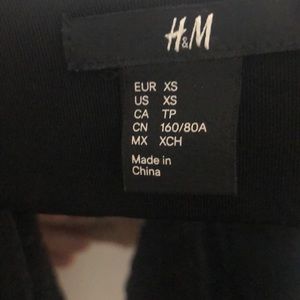 H&M
EUR XS
US XS
CA TP
CN 160/80A
MX XCH
Made in
China